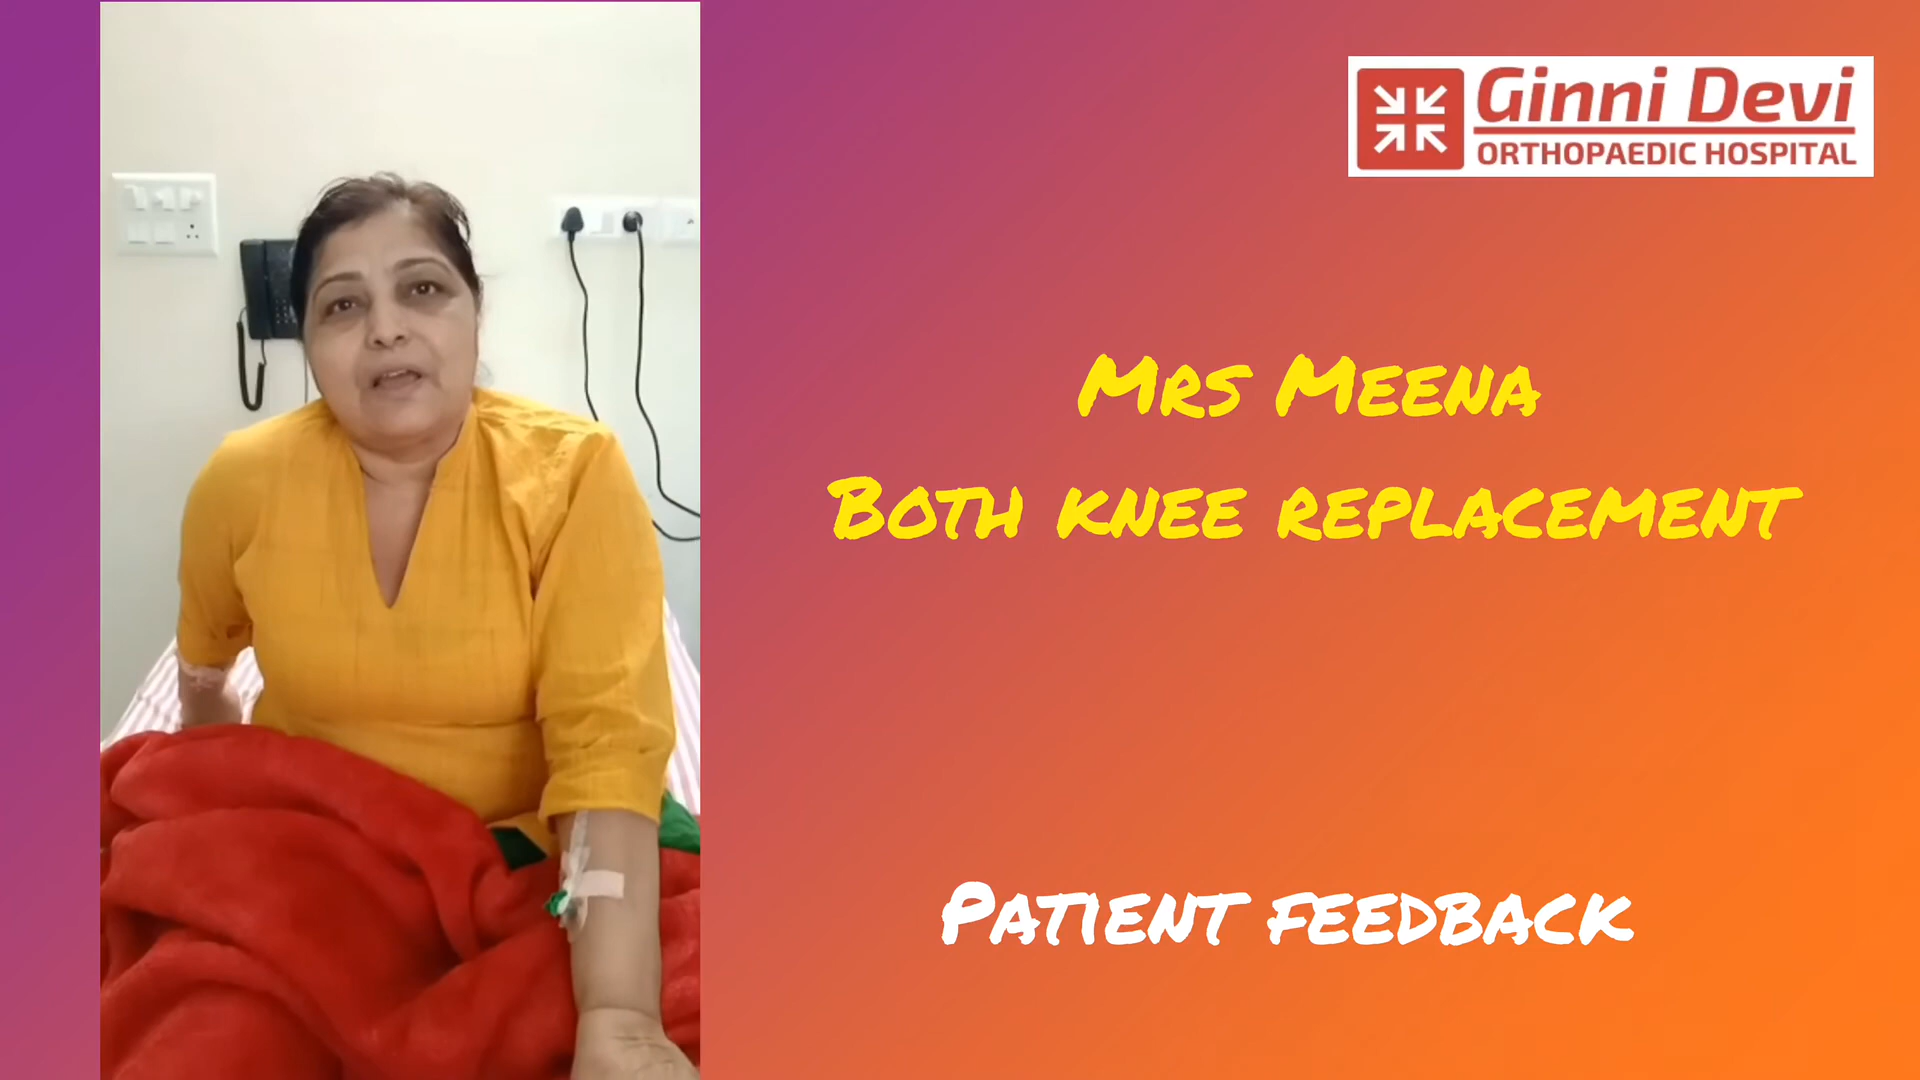 Ginni Devi
ORTHOPAEDIC HOSPITAL
MRS MEENA
BOTH KNEE REPLACEMENT
PATIENT FEEDBACK